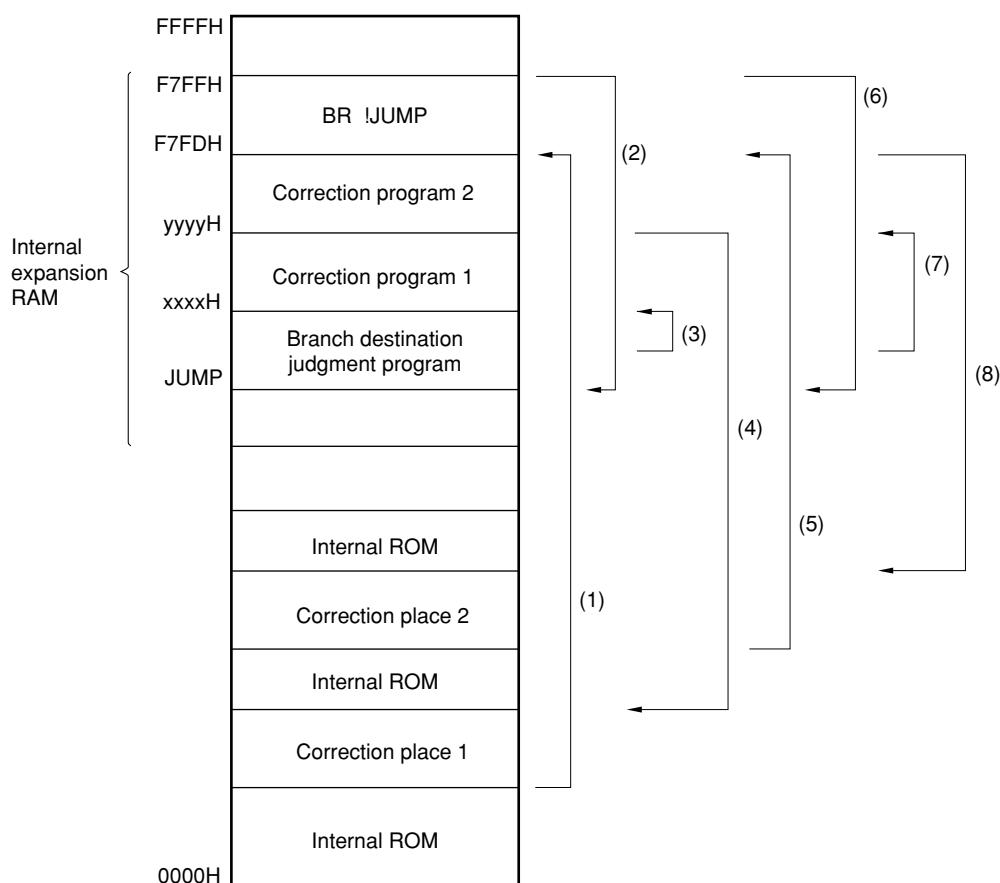 FFFFH
F7FFH
BR !JUMP
(6)
F7FDH
(2)
Correction program 2
yyyyH
Internal
expansion
RAM
Correction program 1
(7)
xxxxH
(3)
Branch destination
judgment program
JUMP
(8)
(4)
(5)
Internal ROM
(1)
Correction place 2
Internal ROM
Correction place 1
Internal ROM
0000H